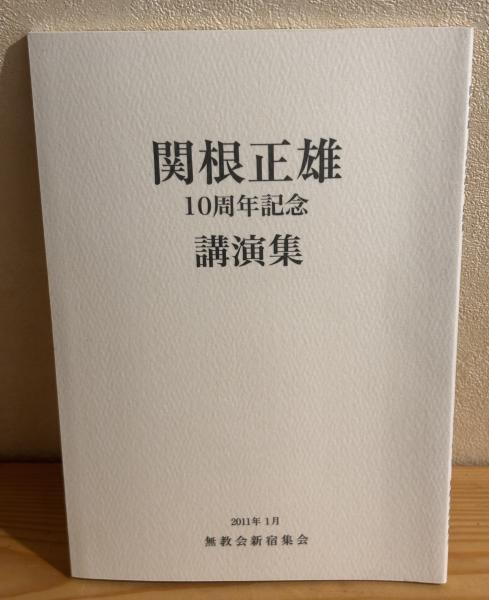 関根正雄
10周年記念
講演集
2011年 1月
無教会新宿集会